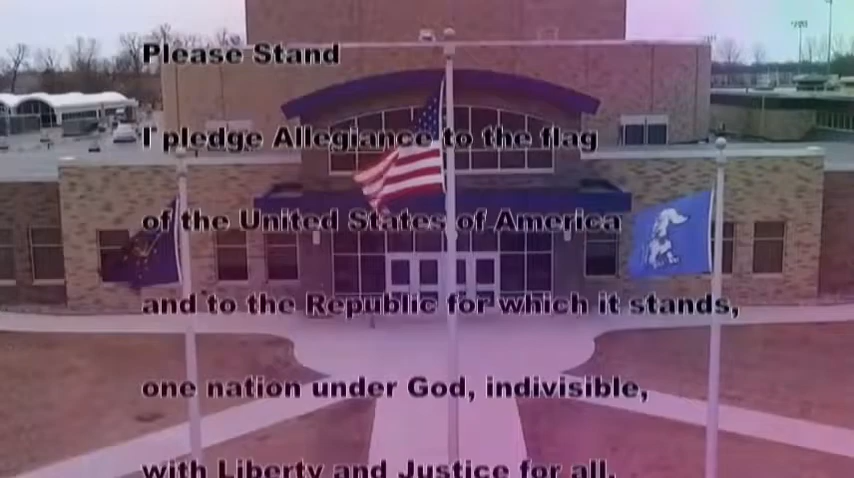 Please Stand
I pledge Allegiance to the flag
of the United States of America
and to the Republic for which it stands,
one nation under God, indivisible,
with Liberty and Justice for all.